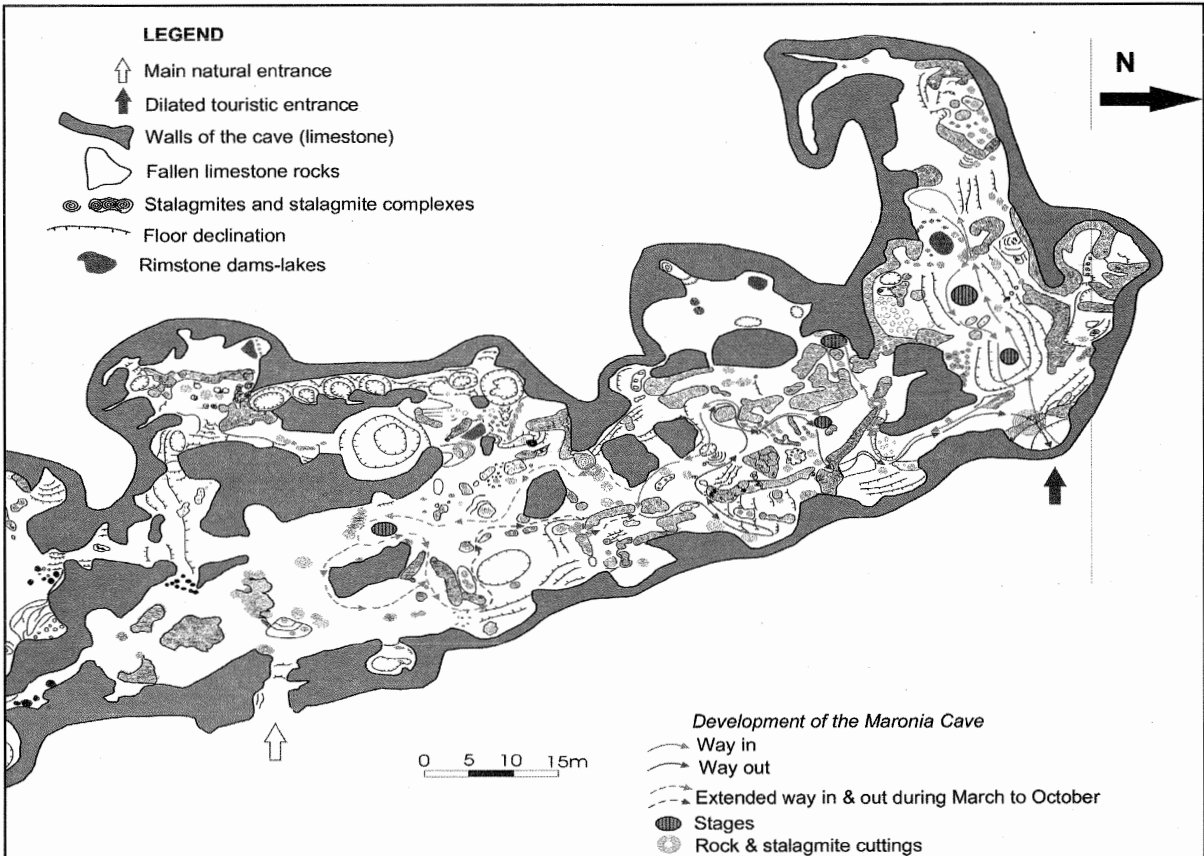 LEGEND
Main natural entrance
Dilated touristic entrance
Walls of the cave (limestone)
Fallen limestone rocks
Stalagmites and stalagmite complexes
Floor declination
Rimstone dams-lakes
N
0 5 10 15m
Development of the Maronia Cave
Way in
Way out
Extended way in & out during March to October
Stages
Rock & stalagmite cuttings